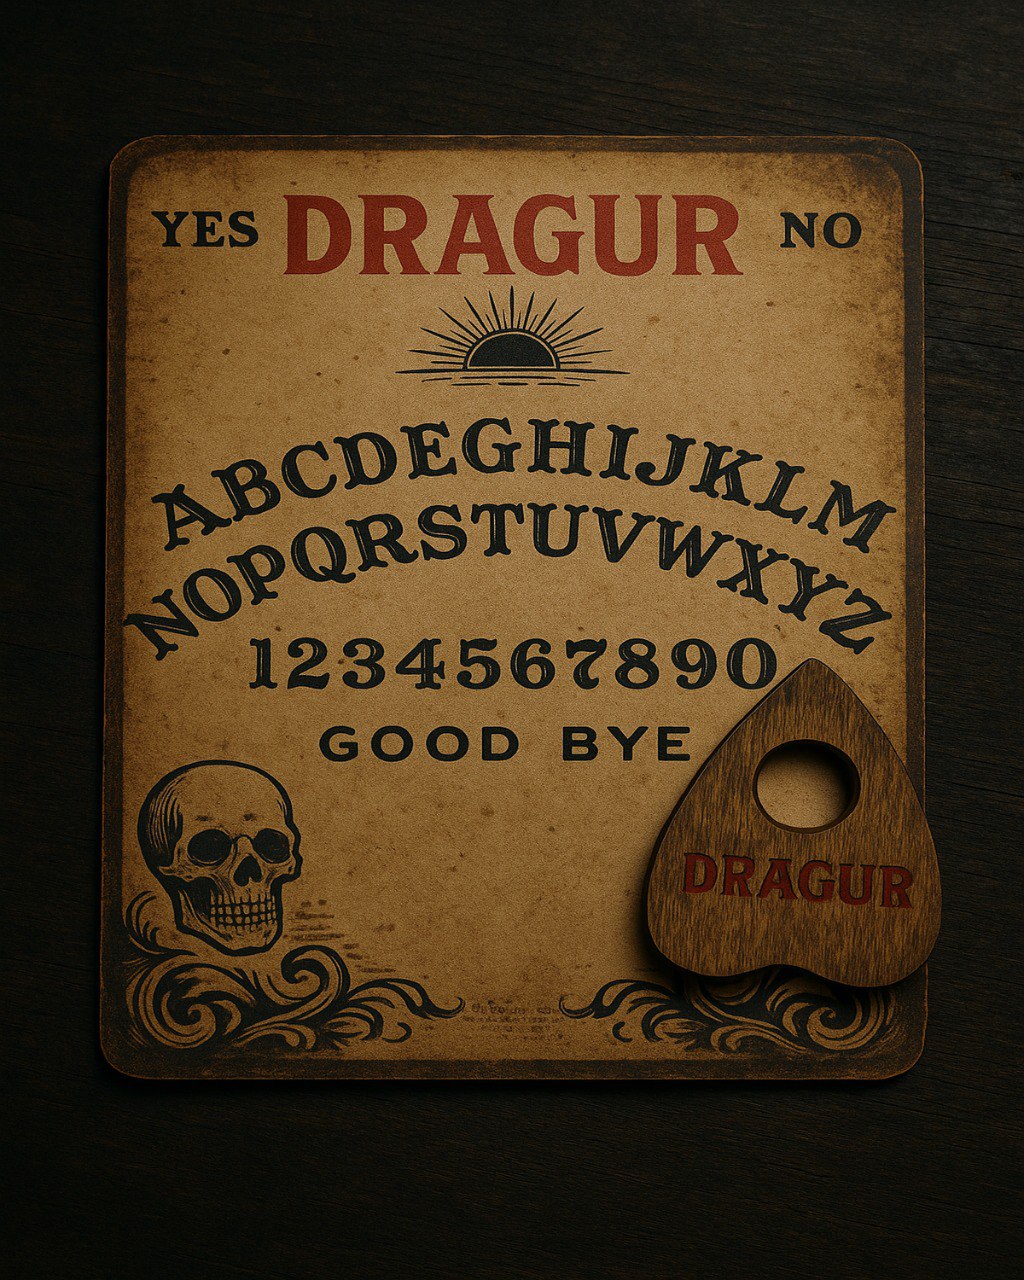 YES DRAGUR NO
ABCDEGHIJKLM
NOPQRSTUVWXYZ
1234567890
GOOD BYE
DRAGUR